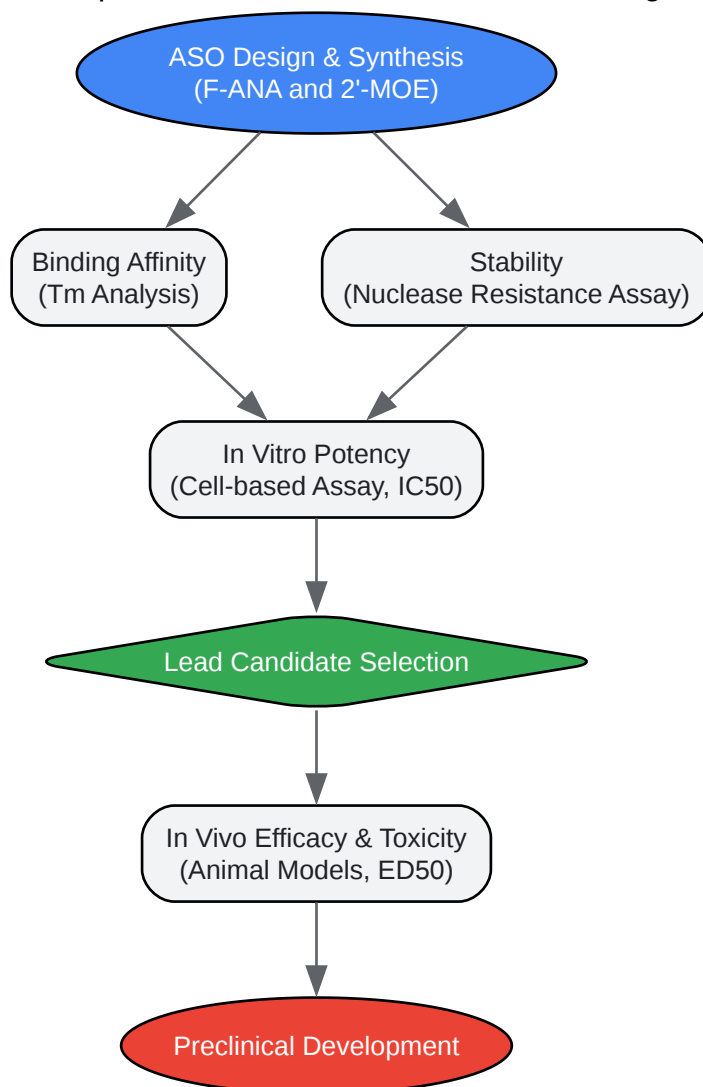 ASO Design & Synthesis
(F-ANA and 2'-MOE)
Binding Affinity
(Tm Analysis)
Stability
(Nuclease Resistance Assay)
In Vitro Potency
(Cell-based Assay, IC50)
Lead Candidate Selection
In Vivo Efficacy & Toxicity
(Animal Models, ED50)
Preclinical Development